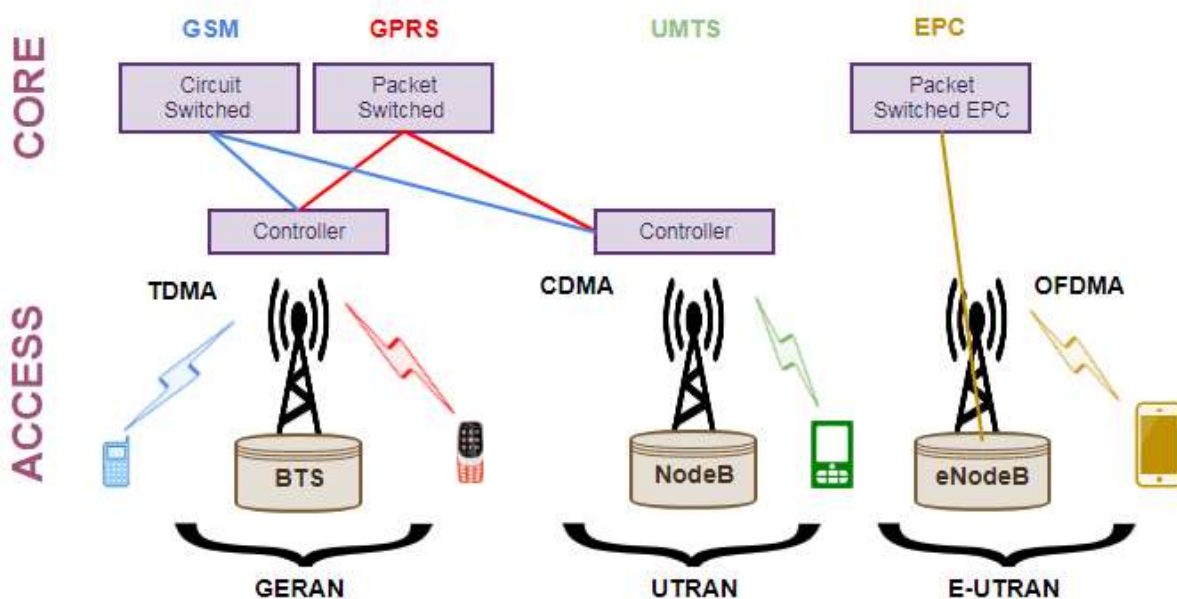 GSM
GPRS
UMTS
EPC
CORE
Circuit
Switched
Packet
Switched
Packet
Switched EPC
Controller
Controller
ACCESS
TDMA
CDMA
OFDMA
BTS
NodeB
eNodeB
GERAN
UTRAN
E-UTRAN